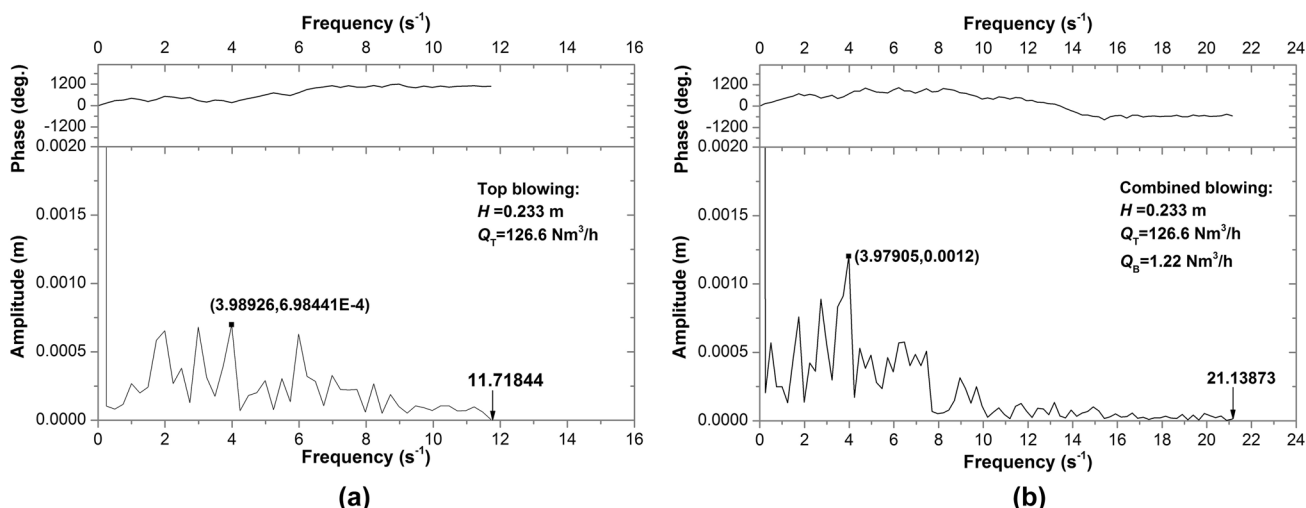 Frequency (s⁻¹)
0 2 4 6 8 10 12 14 16
Phase (deg.)
1200
0
-1200
0.0020
0.0015
0.0010
0.0005
0.0000
Amplitude (m)
Top blowing:
H =0.233 m
Q_T=126.6 Nm³/h
(3.98926,6.98441E-4)
11.71844
0 2 4 6 8 10 12 14 16
Frequency (s⁻¹)
(a)
Frequency (s⁻¹)
0 2 4 6 8 10 12 14 16 18 20 22 24
Phase (deg.)
1200
0
-1200
0.0020
0.0015
0.0010
0.0005
0.0000
Amplitude (m)
Combined blowing:
H =0.233 m
Q_T=126.6 Nm³/h
Q_B=1.22 Nm³/h
(3.97905,0.0012)
21.13873
0 2 4 6 8 10 12 14 16 18 20 22 24
Frequency (s⁻¹)
(b)